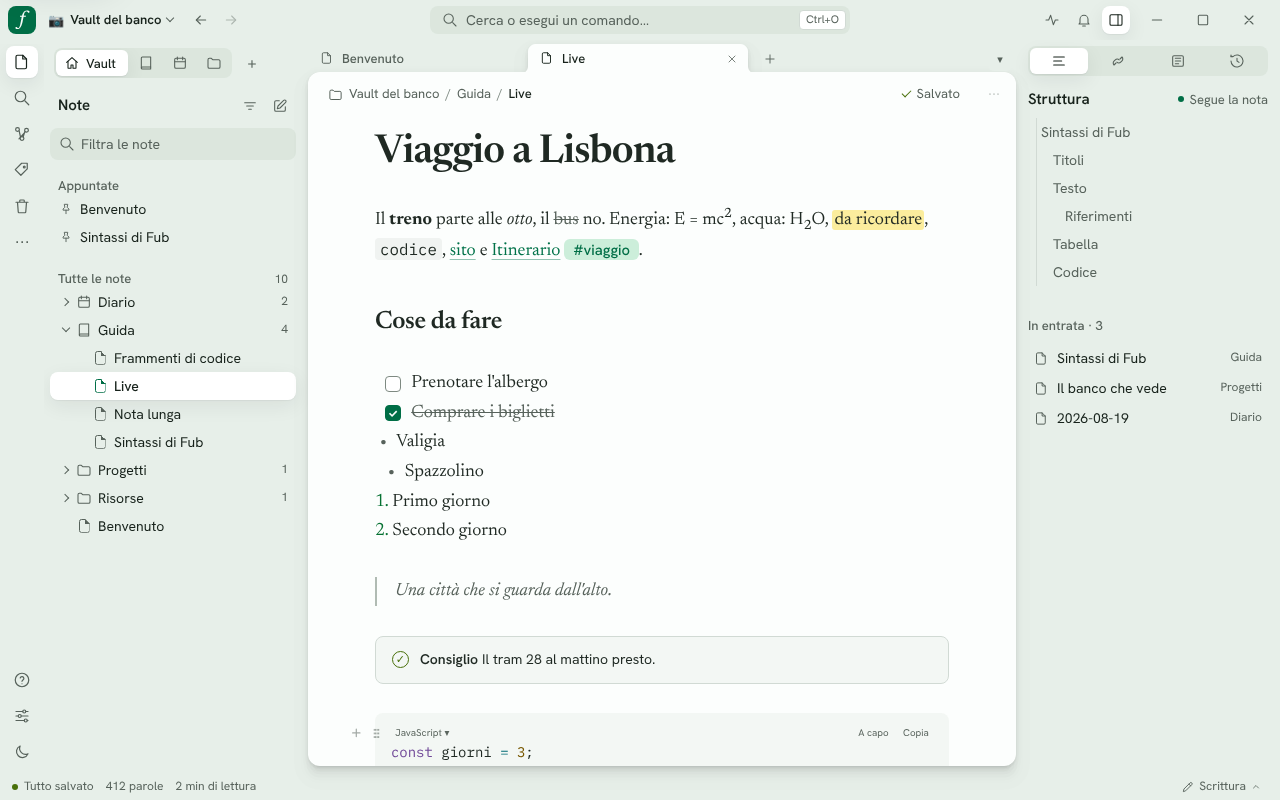 Vault del banco
Cerca o esegui un comando...
Ctrl+O
Vault
Benvenuto
Live
Note
Filtra le note
Appuntate
Benvenuto
Sintassi di Fub
Tutte le note 10
Diario 2
Guida 4
Frammenti di codice
Live
Nota lunga
Sintassi di Fub
Progetti 1
Risorse 1
Benvenuto
Vault del banco / Guida / Live
Salvato
Viaggio a Lisbona
Il treno parte alle otto, il bus no. Energia: E = mc², acqua: H₂O, da ricordare,
codice, sito e Itinerario #viaggio.
Cose da fare
Prenotare l'albergo
Comprare i biglietti
• Valigia
• Spazzolino
1. Primo giorno
2. Secondo giorno
Una città che si guarda dall'alto.
Consiglio Il tram 28 al mattino presto.
JavaScript ▾ A capo Copia
const giorni = 3;
Struttura
Segue la nota
Sintassi di Fub
Titoli
Testo
Riferimenti
Tabella
Codice
In entrata · 3
Sintassi di Fub Guida
Il banco che vede Progetti
2026-08-19 Diario
Tutto salvato 412 parole 2 min di lettura
Scrittura